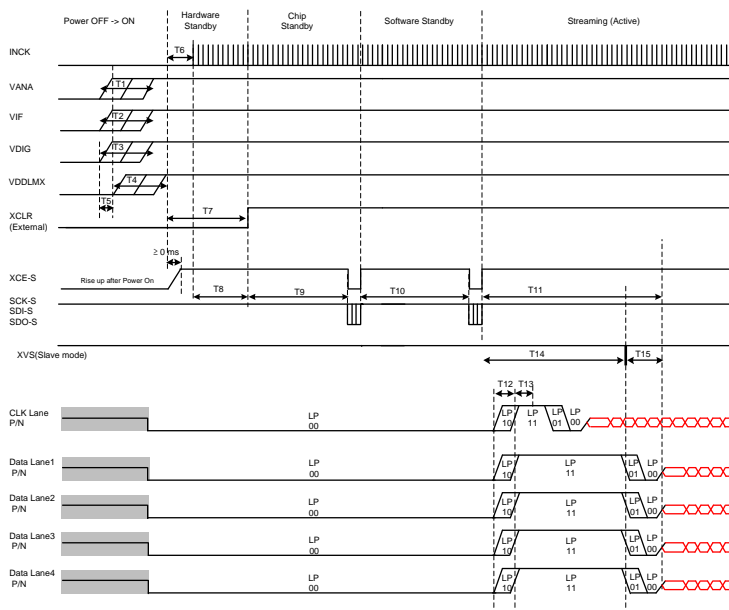 Power OFF -> ON
Hardware
Standby
Chip
Standby
Software Standby
Streaming (Active)
INCK
T6
VANA
T1
VIF
T2
VDIG
T3
VDDLMX
T4
T5
XCLR
(External)
T7
≥ 0 ms
XCE-S
Rise up after Power On
T8
T9
T10
T11
SCK-S
SDI-S
SDO-S
XVS(Slave mode)
T14
T15
T12
T13
CLK Lane
P/N
LP
00
LP
10
LP
11
LP
01
LP
00
Data Lane1
P/N
LP
00
LP
10
LP
11
LP
01
LP
00
Data Lane2
P/N
LP
00
LP
10
LP
11
LP
01
LP
00
Data Lane3
P/N
LP
00
LP
10
LP
11
LP
01
LP
00
Data Lane4
P/N
LP
00
LP
10
LP
11
LP
01
LP
00